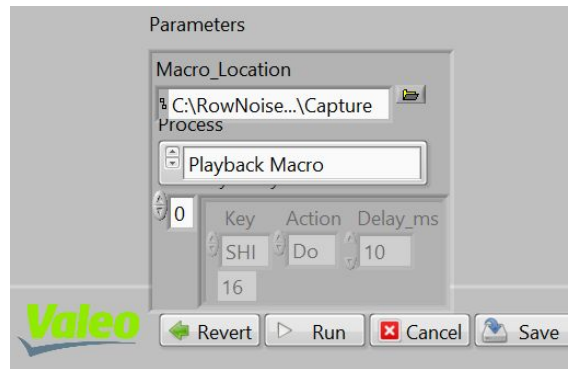 Parameters
Macro_Location
C:\RowNoise...\Capture
Process
Playback Macro
0
Key Action Delay_ms
SHI Do 10
16
Valeo
Revert Run Cancel Save